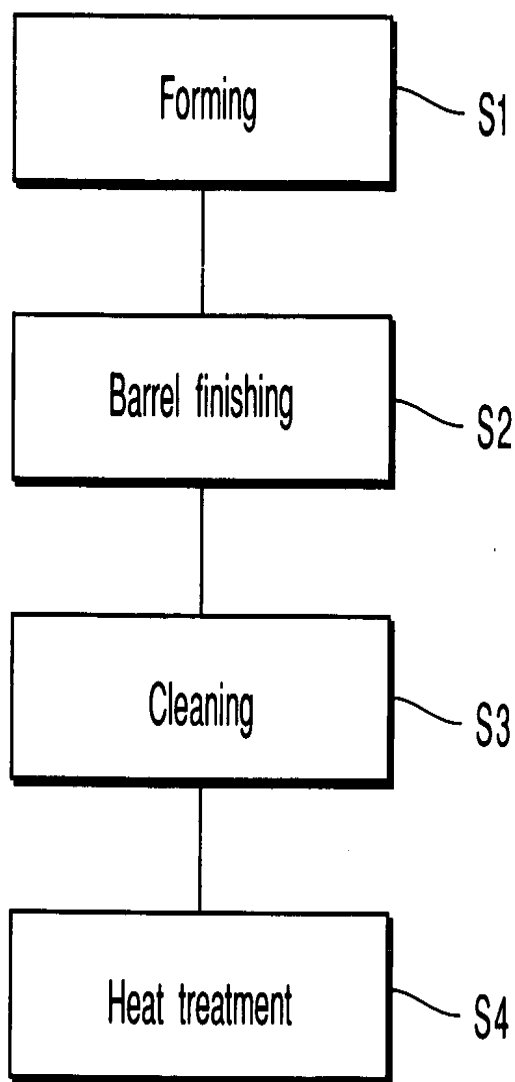 Forming
S1
Barrel finishing
S2
Cleaning
S3
Heat treatment
S4